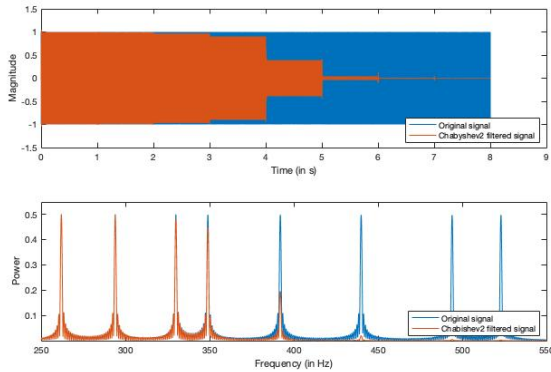 1.5
1
0.5
0
-0.5
-1
-1.5
Magnitude
Original signal
Chabyshev2 filtered signal
0 1 2 3 4 5 6 7 8 9
Time (in s)
0.5
0.4
0.3
0.2
0.1
Power
Original signal
Chabishev2 filtered signal
250 300 350 400 450 500 550
Frequency (in Hz)